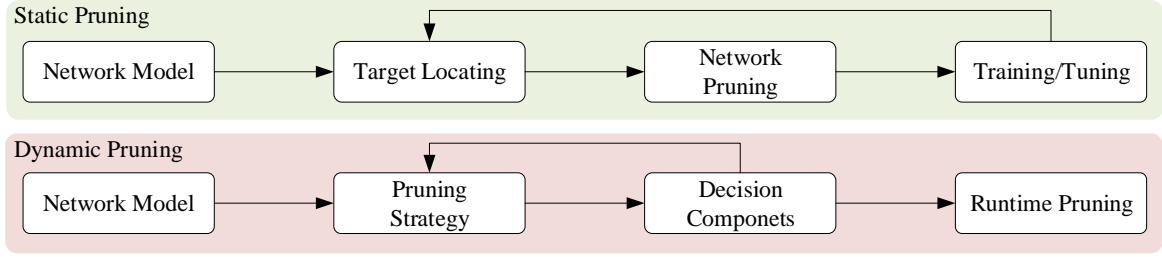 Static Pruning
Network Model
Target Locating
Network
Pruning
Training/Tuning
Dynamic Pruning
Network Model
Pruning
Strategy
Decision
Componets
Runtime Pruning